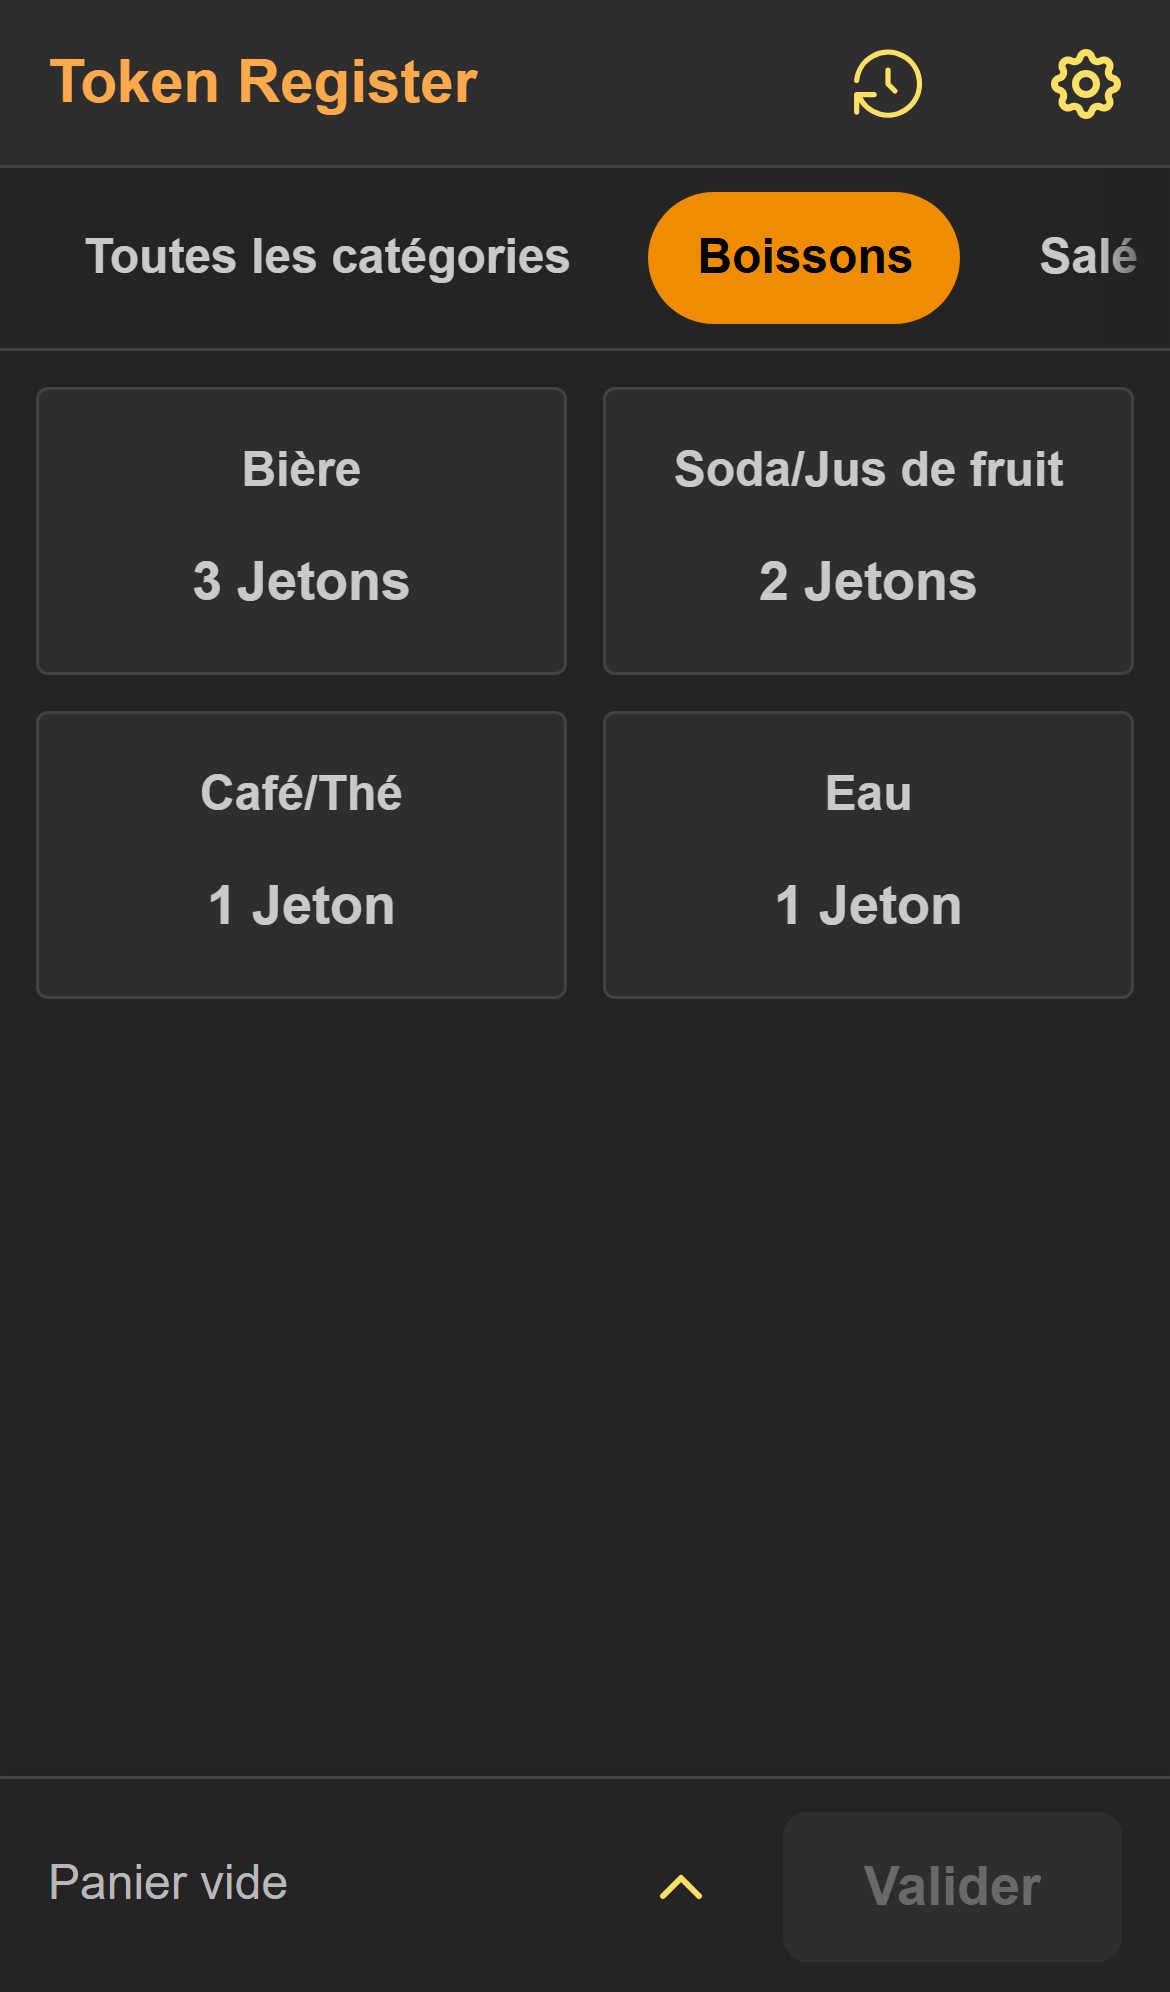 Token Register
Toutes les catégories
Boissons
Salé
Bière
3 Jetons
Soda/Jus de fruit
2 Jetons
Café/Thé
1 Jeton
Eau
1 Jeton
Panier vide
Valider